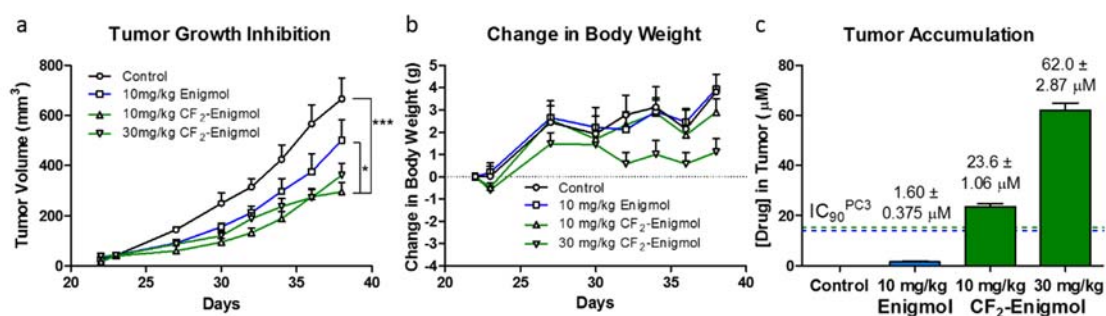 a
Tumor Growth Inhibition
Tumor Volume (mm³)
800
600
400
200
0
Control
10mg/kg Enigmol
10mg/kg CF₂-Enigmol
30mg/kg CF₂-Enigmol
***
*
20 25 30 35 40
Days
b
Change in Body Weight
Change in Body Weight (g)
5
4
3
2
1
0
-1
-2
-3
-4
Control
10 mg/kg Enigmol
10 mg/kg CF₂-Enigmol
30 mg/kg CF₂-Enigmol
20 25 30 35 40
Days
c
Tumor Accumulation
[Drug] in Tumor (μM)
80
60
40
20
0
IC₉₀ᴾᶜ³
1.60 ±
0.375 μM
23.6 ±
1.06 μM
62.0 ±
2.87 μM
Control 10 mg/kg 10 mg/kg 30 mg/kg
Enigmol CF₂-Enigmol